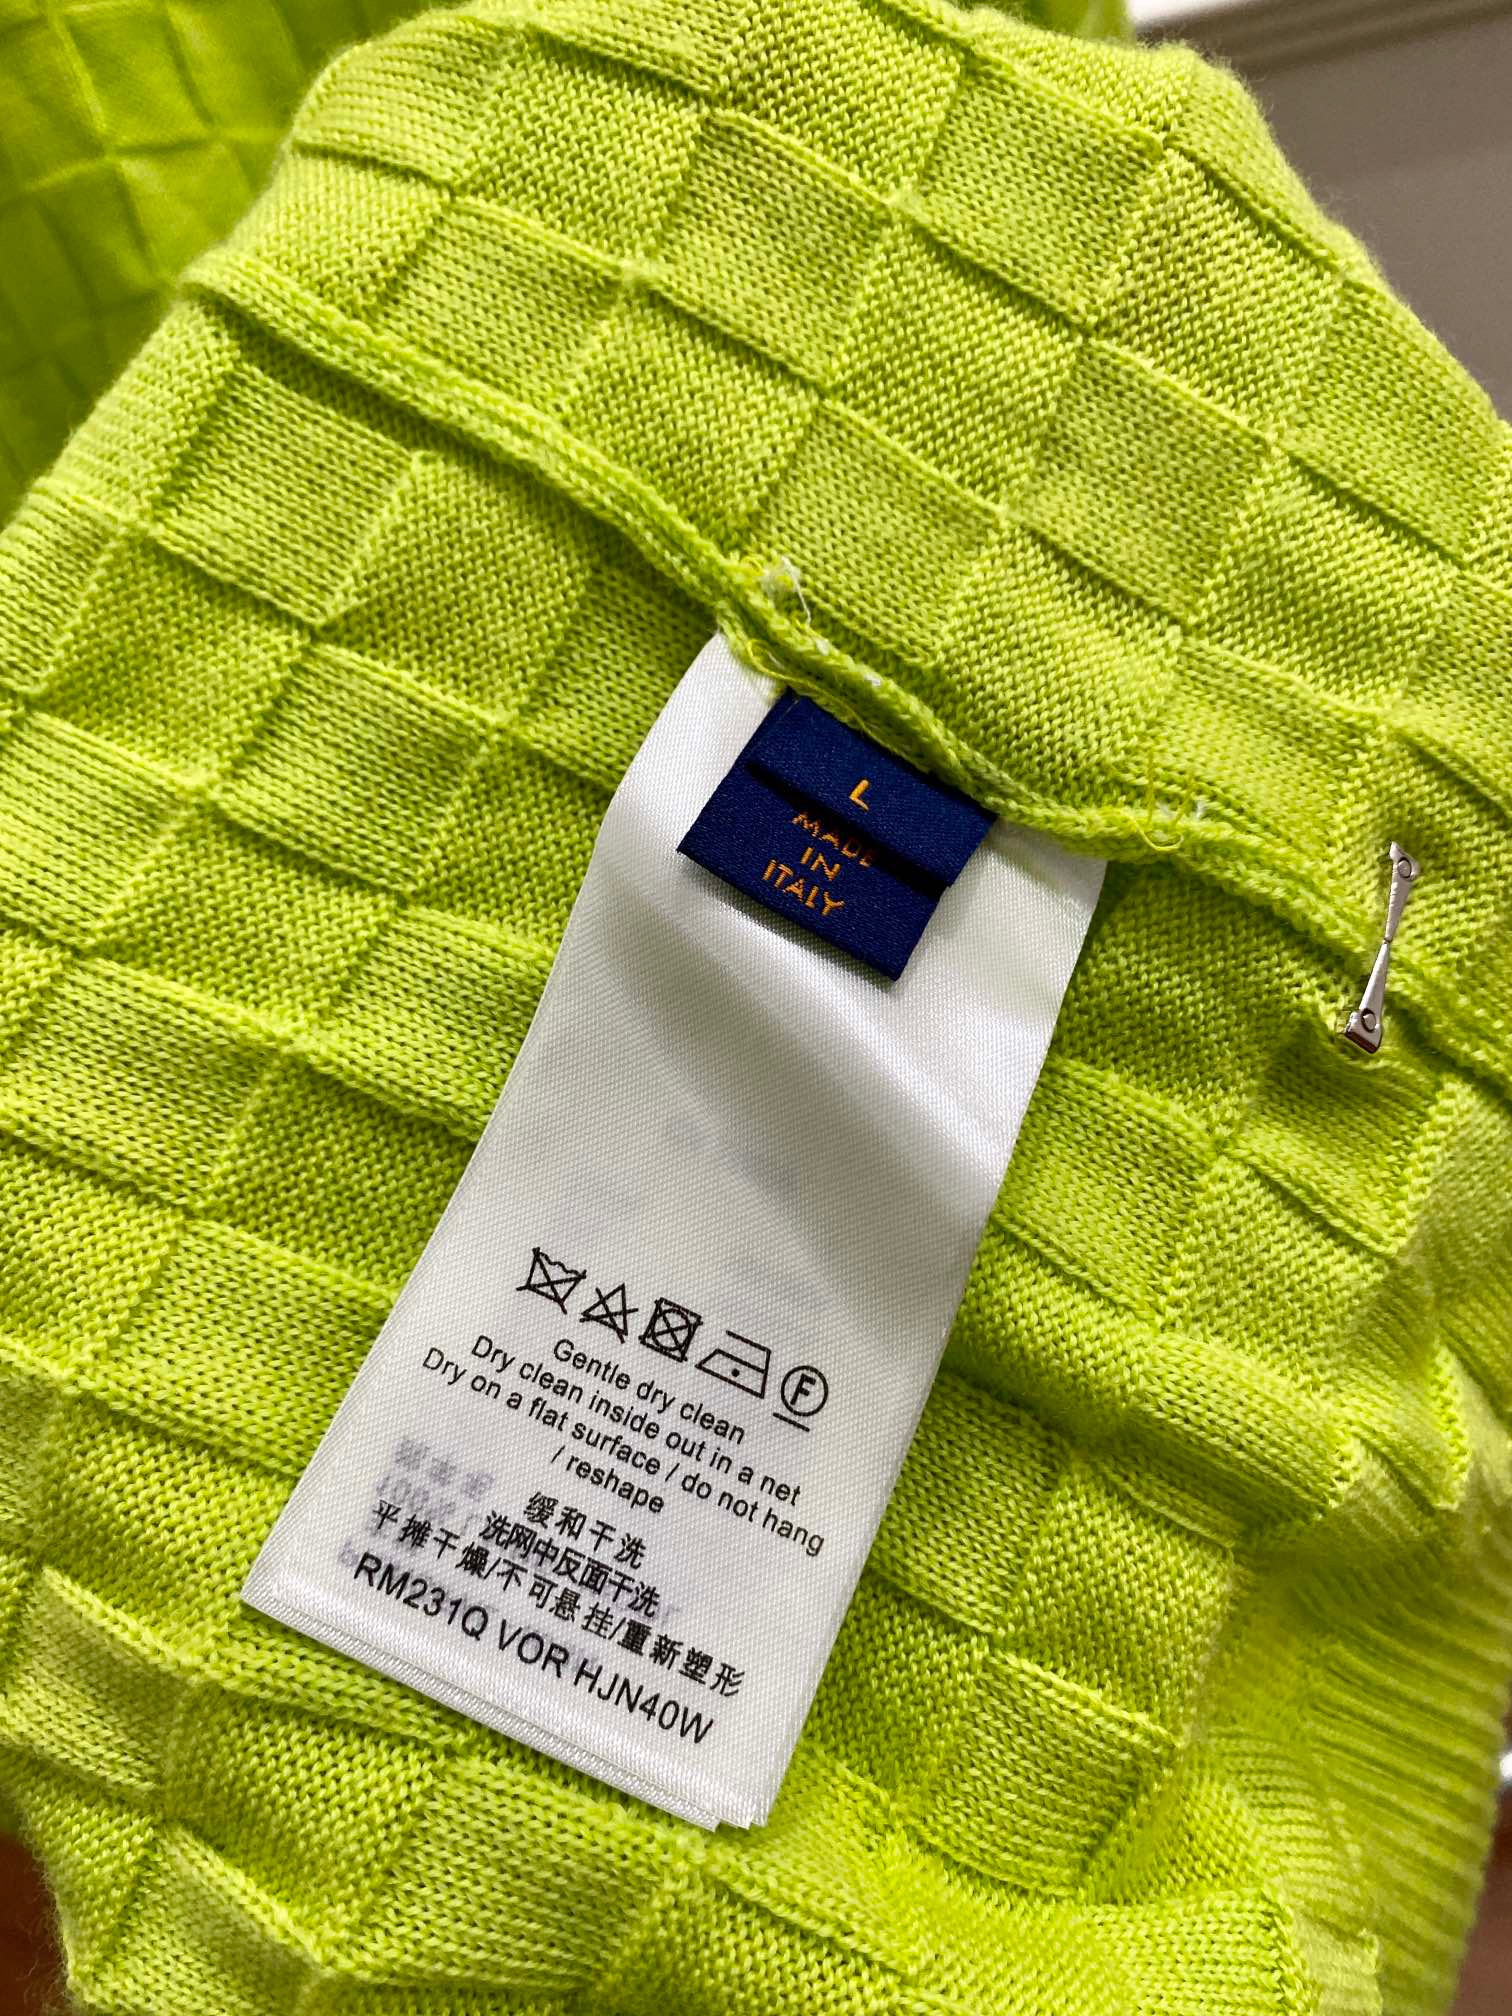 L
MADE
IN
ITALY
F
Gentle dry clean
Dry clean inside out in a net
Dry on a flat surface / do not hang
/ reshape
缓和干洗
洗网中反面干洗
平摊干燥/不可悬挂/重新塑形
RM231Q VOR HJN40W